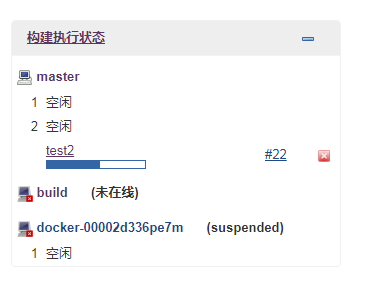 构建执行状态
master
1 空闲
2 空闲
test2 #22
build (未在线)
docker-00002d336pe7m (suspended)
1 空闲